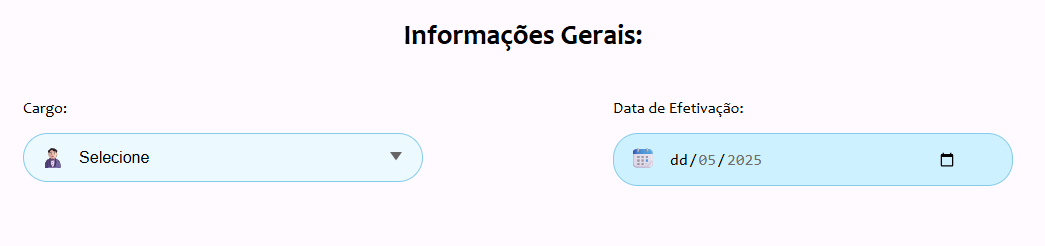 Informações Gerais:
Cargo:
Data de Efetivação:
Selecione
dd/05/2025